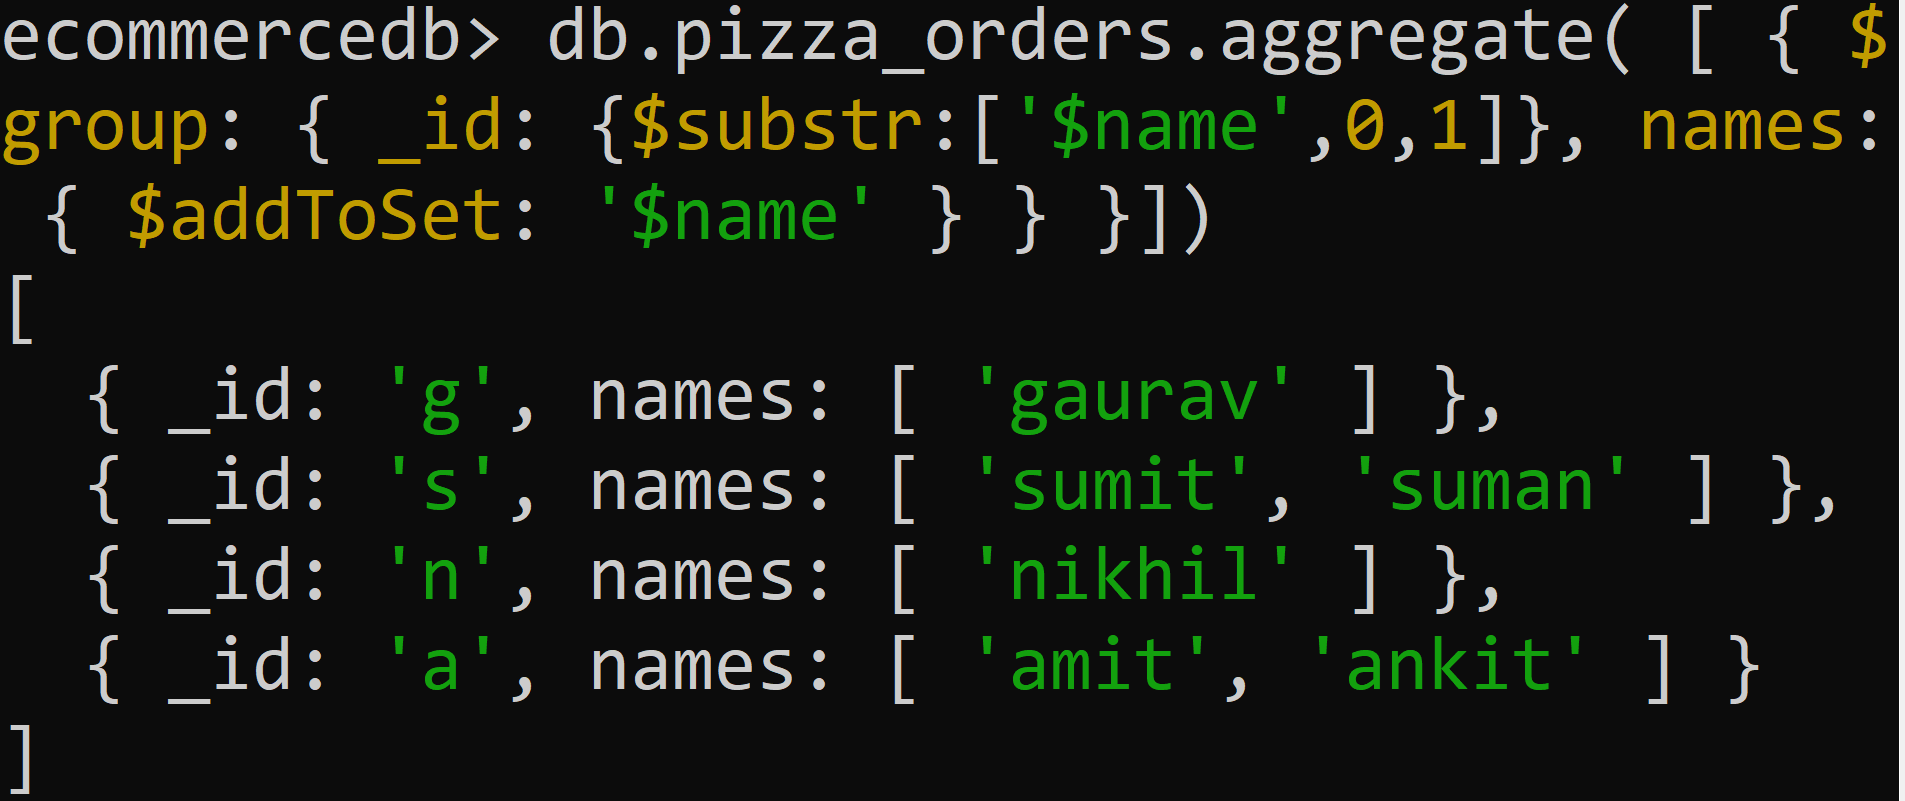 ecommercedb> db.pizza_orders.aggregate( [ { $
group: { _id: {$substr:['$name',0,1]}, names:
 { $addToSet: '$name' } } }])
[
  { _id: 'g', names: [ 'gaurav' ] },
  { _id: 's', names: [ 'sumit', 'suman' ] },
  { _id: 'n', names: [ 'nikhil' ] },
  { _id: 'a', names: [ 'amit', 'ankit' ] }
]